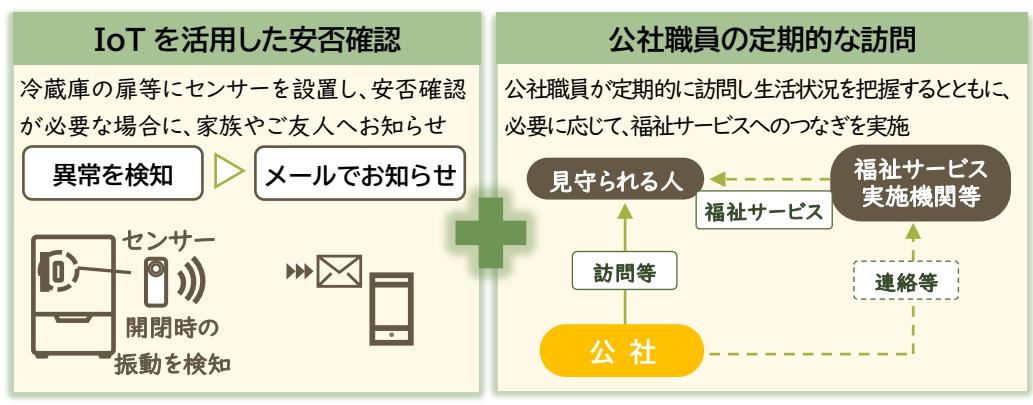 IoT を活用した安否確認
冷蔵庫の扉等にセンサーを設置し、安否確認
が必要な場合に、家族やご友人へお知らせ
異常を検知
メールでお知らせ
センサー
開閉時の
振動を検知
公社職員の定期的な訪問
公社職員が定期的に訪問し生活状況を把握するとともに、
必要に応じて、福祉サービスへのつなぎを実施
見守られる人
福祉サービス
実施機関等
福祉サービス
訪問等
連絡等
公 社